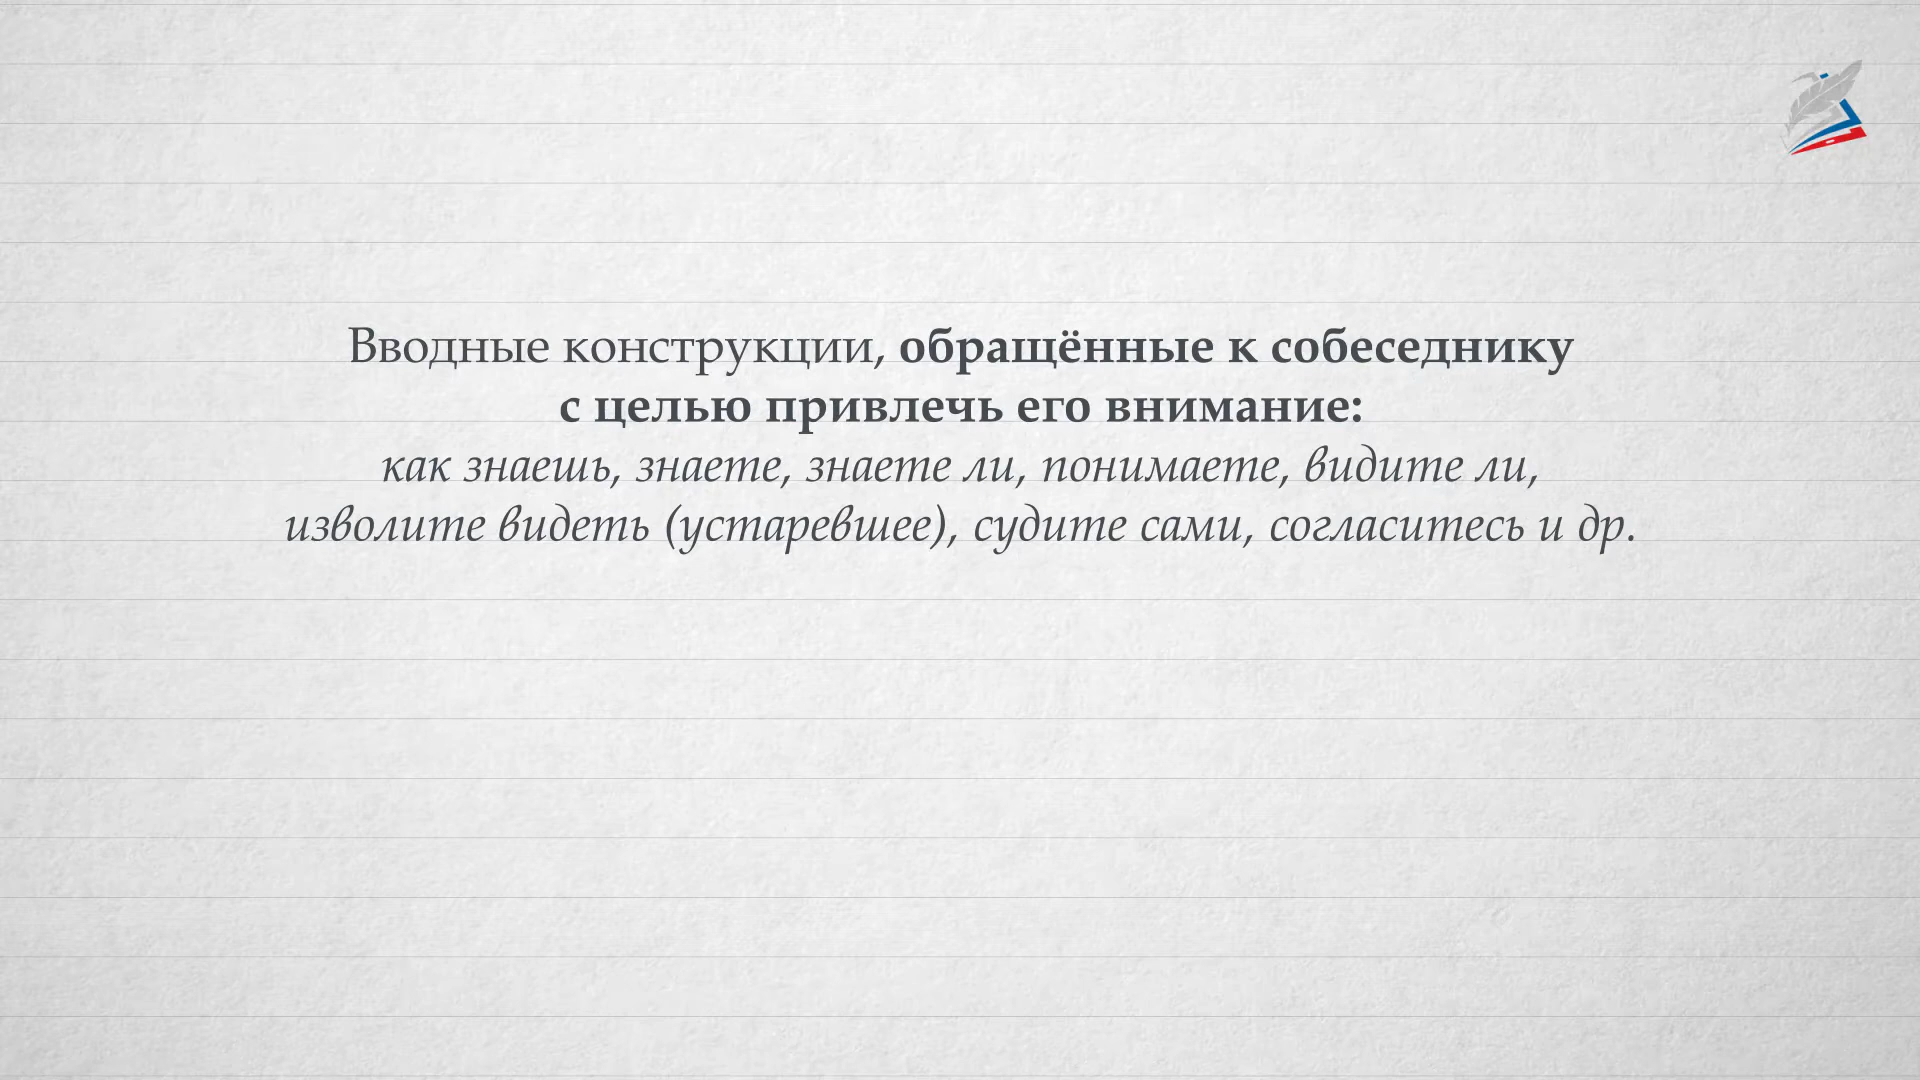 Вводные конструкции, обращённые к собеседнику
с целью привлечь его внимание:
как знаешь, знаете, знаете ли, понимаете, видите ли,
изволите видеть (устаревшее), судите сами, согласитесь и др.